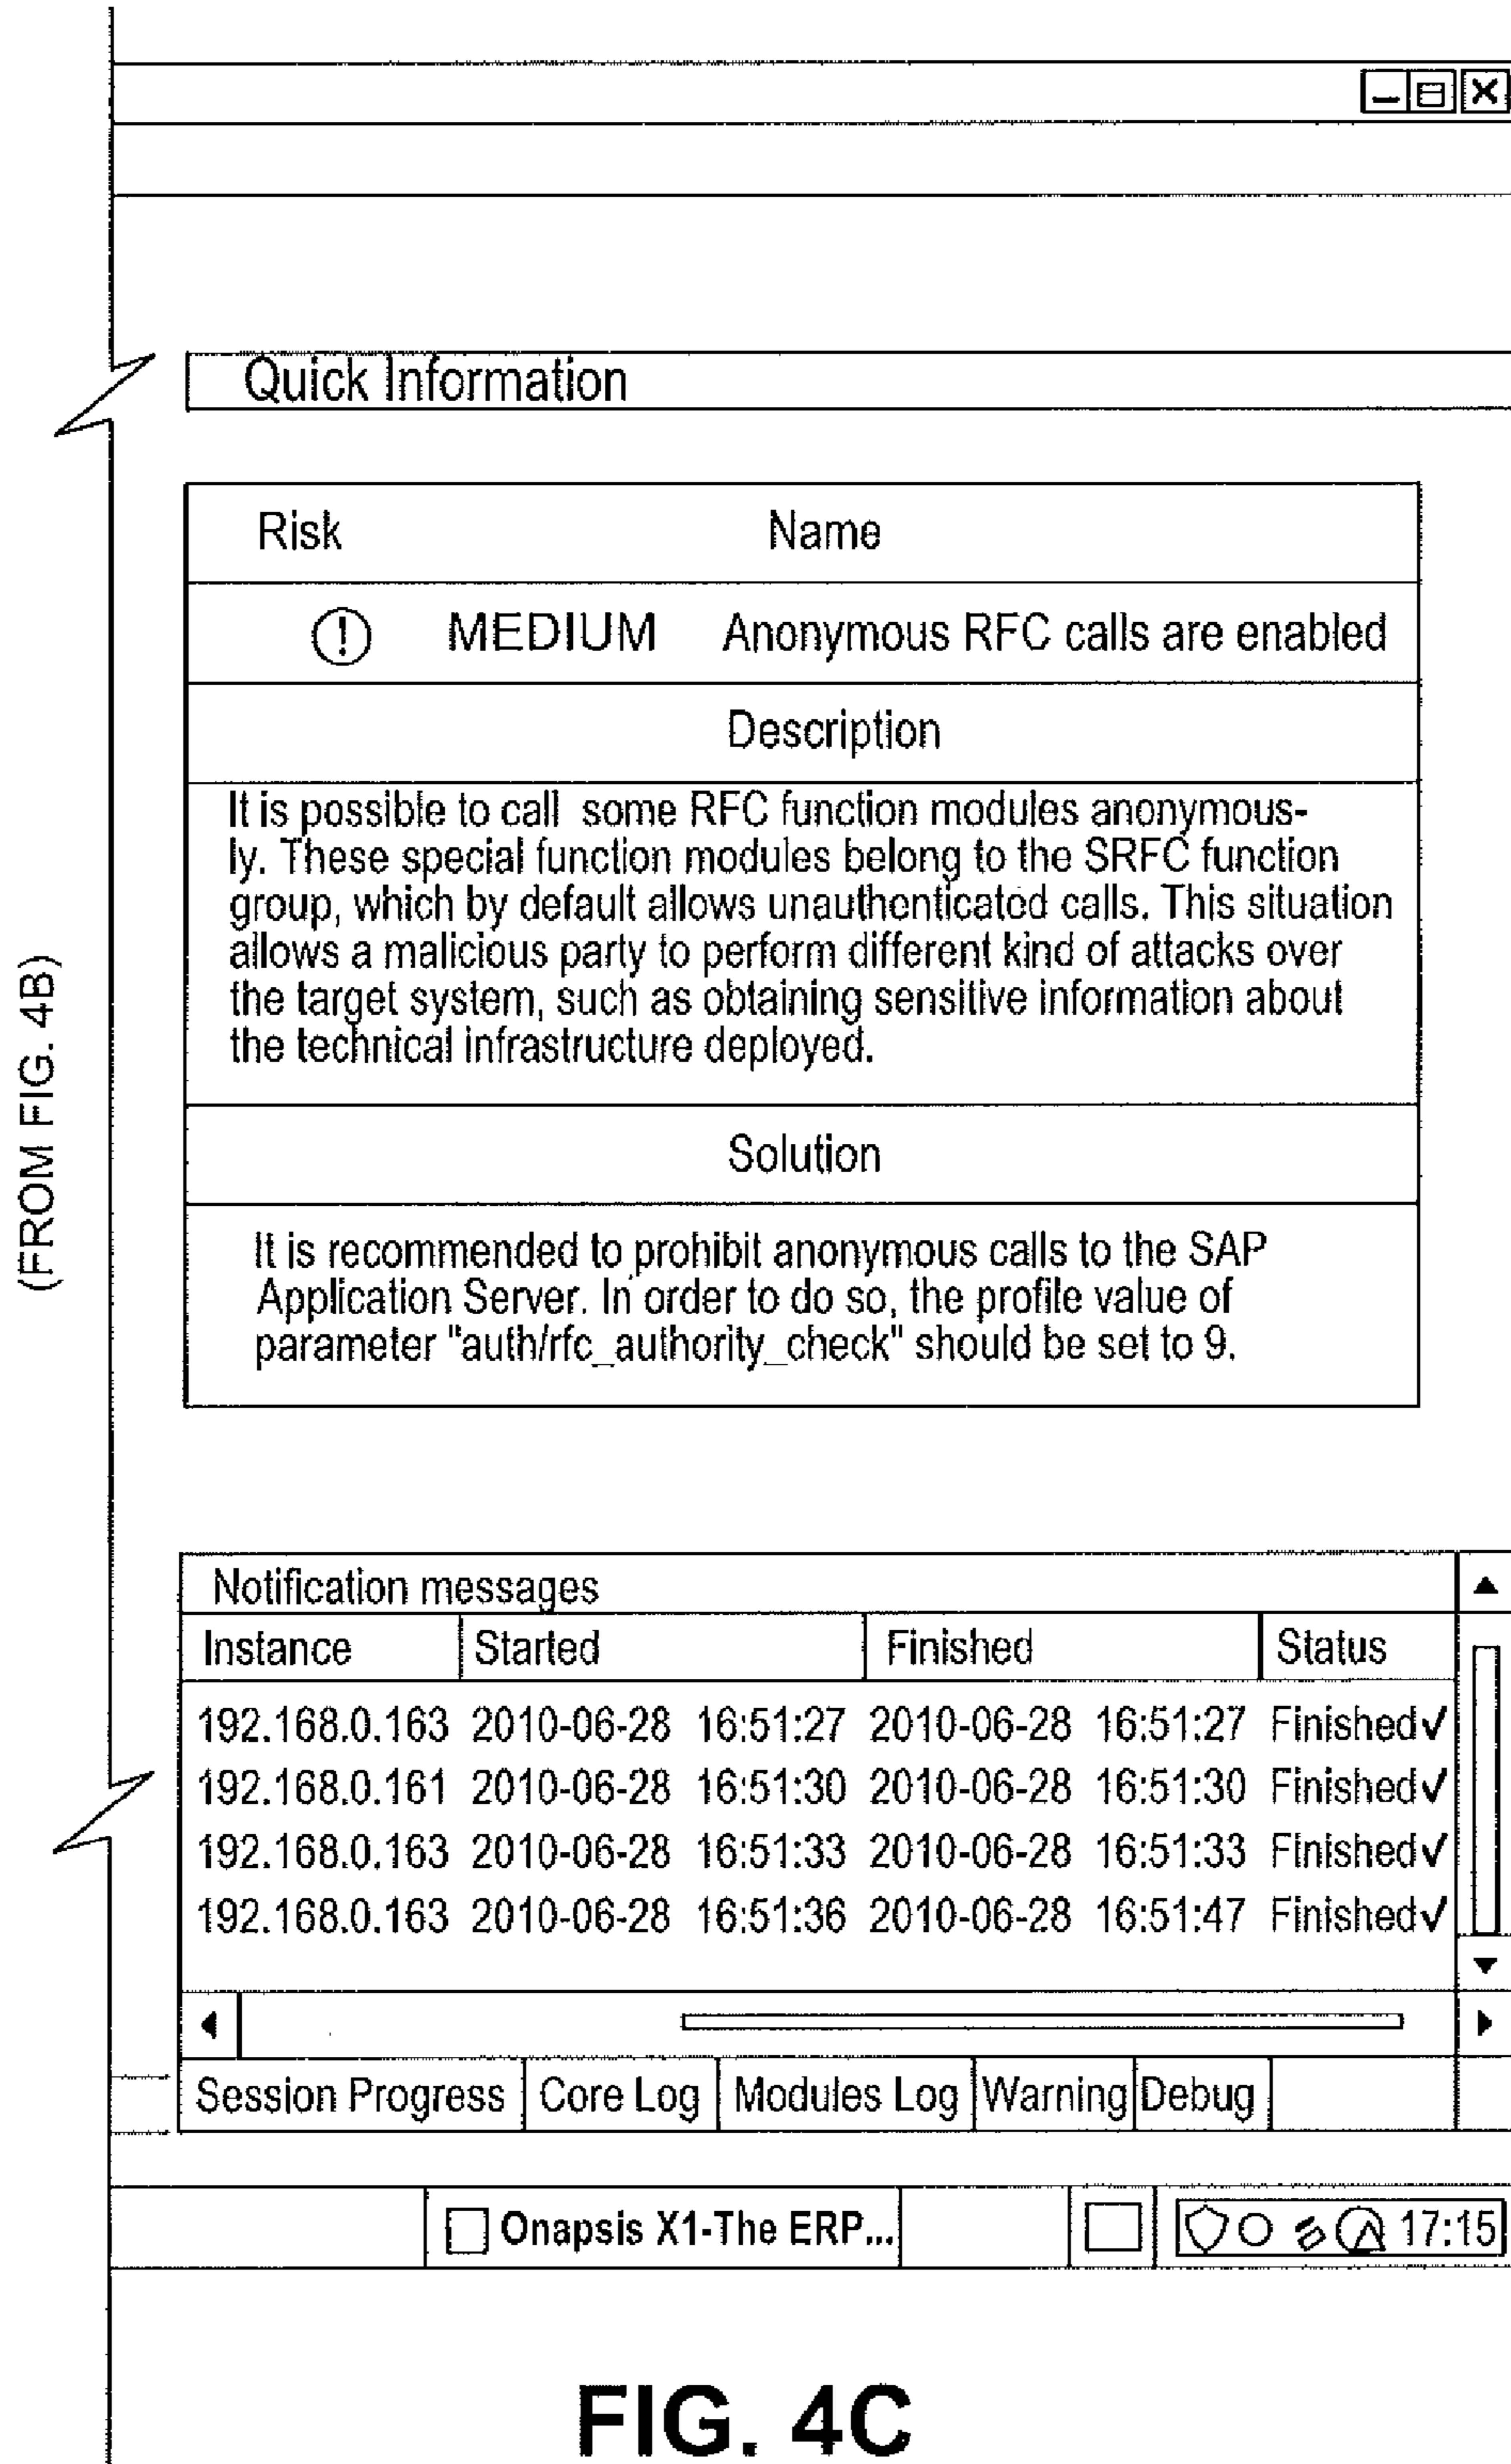 (FROM FIG. 4B)
Quick Information
Risk Name
MEDIUM Anonymous RFC calls are enabled
Description
It is possible to call some RFC function modules anonymous-
ly. These special function modules belong to the SRFC function
group, which by default allows unauthenticated calls. This situation
allows a malicious party to perform different kind of attacks over
the target system, such as obtaining sensitive information about
the technical infrastructure deployed.
Solution
It is recommended to prohibit anonymous calls to the SAP
Application Server. In order to do so, the profile value of
parameter "auth/rfc_authority_check" should be set to 9.
Notification messages
Instance Started Finished Status
192.168.0.163 2010-06-28 16:51:27 2010-06-28 16:51:27 Finished✓
192.168.0.161 2010-06-28 16:51:30 2010-06-28 16:51:30 Finished✓
192.168.0.163 2010-06-28 16:51:33 2010-06-28 16:51:33 Finished✓
192.168.0.163 2010-06-28 16:51:36 2010-06-28 16:51:47 Finished✓
Session Progress Core Log Modules Log Warning Debug
Onapsis X1-The ERP... 17:15
FIG. 4C